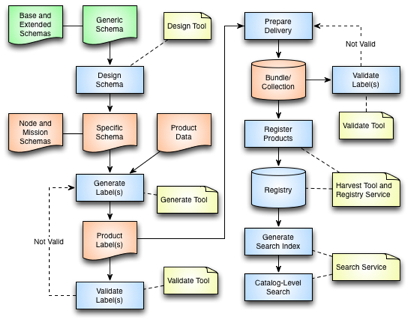 Base and
Extended
Schemas
Generic
Schema
Design Tool
Design
Schema
Node and
Mission
Schemas
Specific
Schema
Product
Data
Generate
Label(s)
Generate Tool
Not Valid
Product
Label(s)
Validate
Label(s)
Validate Tool
Prepare
Delivery
Not Valid
Bundle/
Collection
Validate
Label(s)
Validate Tool
Register
Products
Registry
Harvest Tool and
Registry Service
Generate
Search Index
Search Service
Catalog-Level
Search